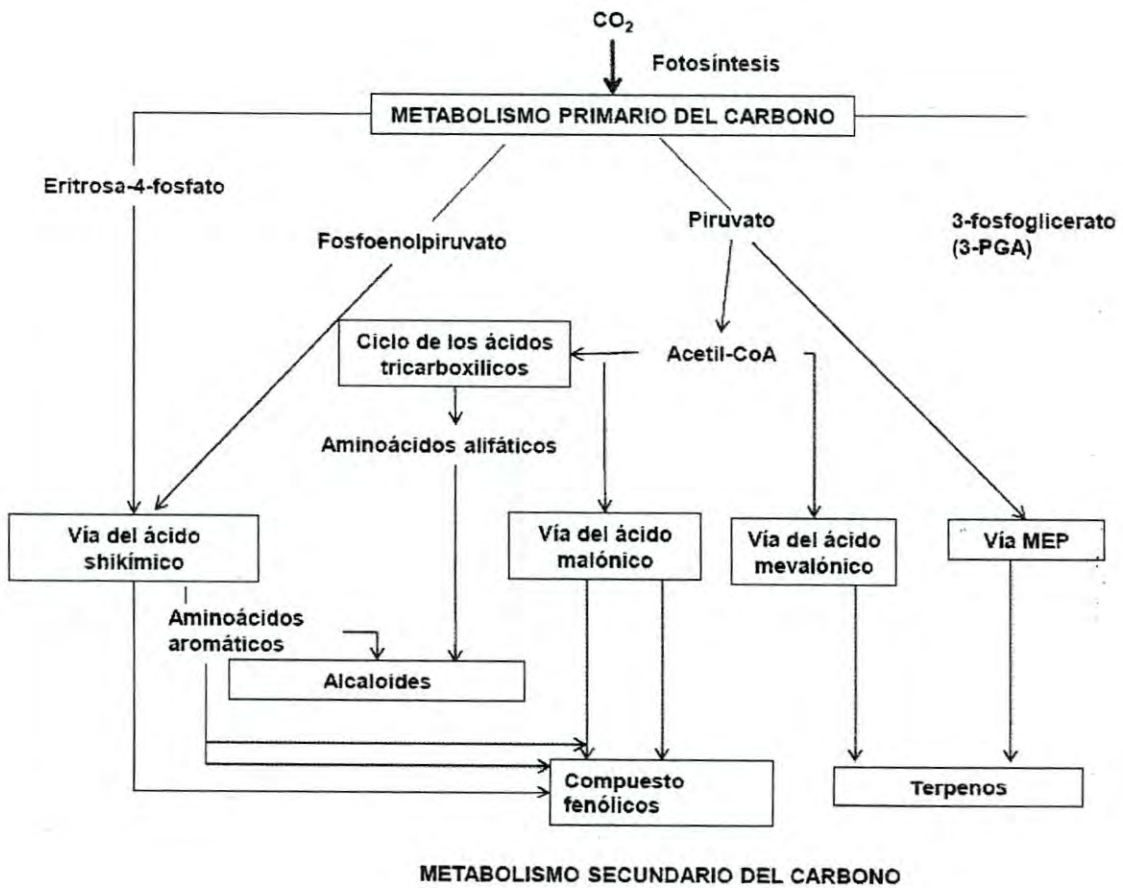 CO₂
Fotosíntesis
METABOLISMO PRIMARIO DEL CARBONO
Eritrosa-4-fosfato
Fosfoenolpiruvato
Piruvato
3-fosfoglicerato
(3-PGA)
Ciclo de los ácidos
tricarboxilicos
Acetil-CoA
Aminoácidos alifáticos
Vía del ácido
shikímico
Vía del ácido
malónico
Vía del ácido
mevalónico
Vía MEP
Aminoácidos
aromáticos
Alcaloides
Compuesto
fenólicos
Terpenos
METABOLISMO SECUNDARIO DEL CARBONO